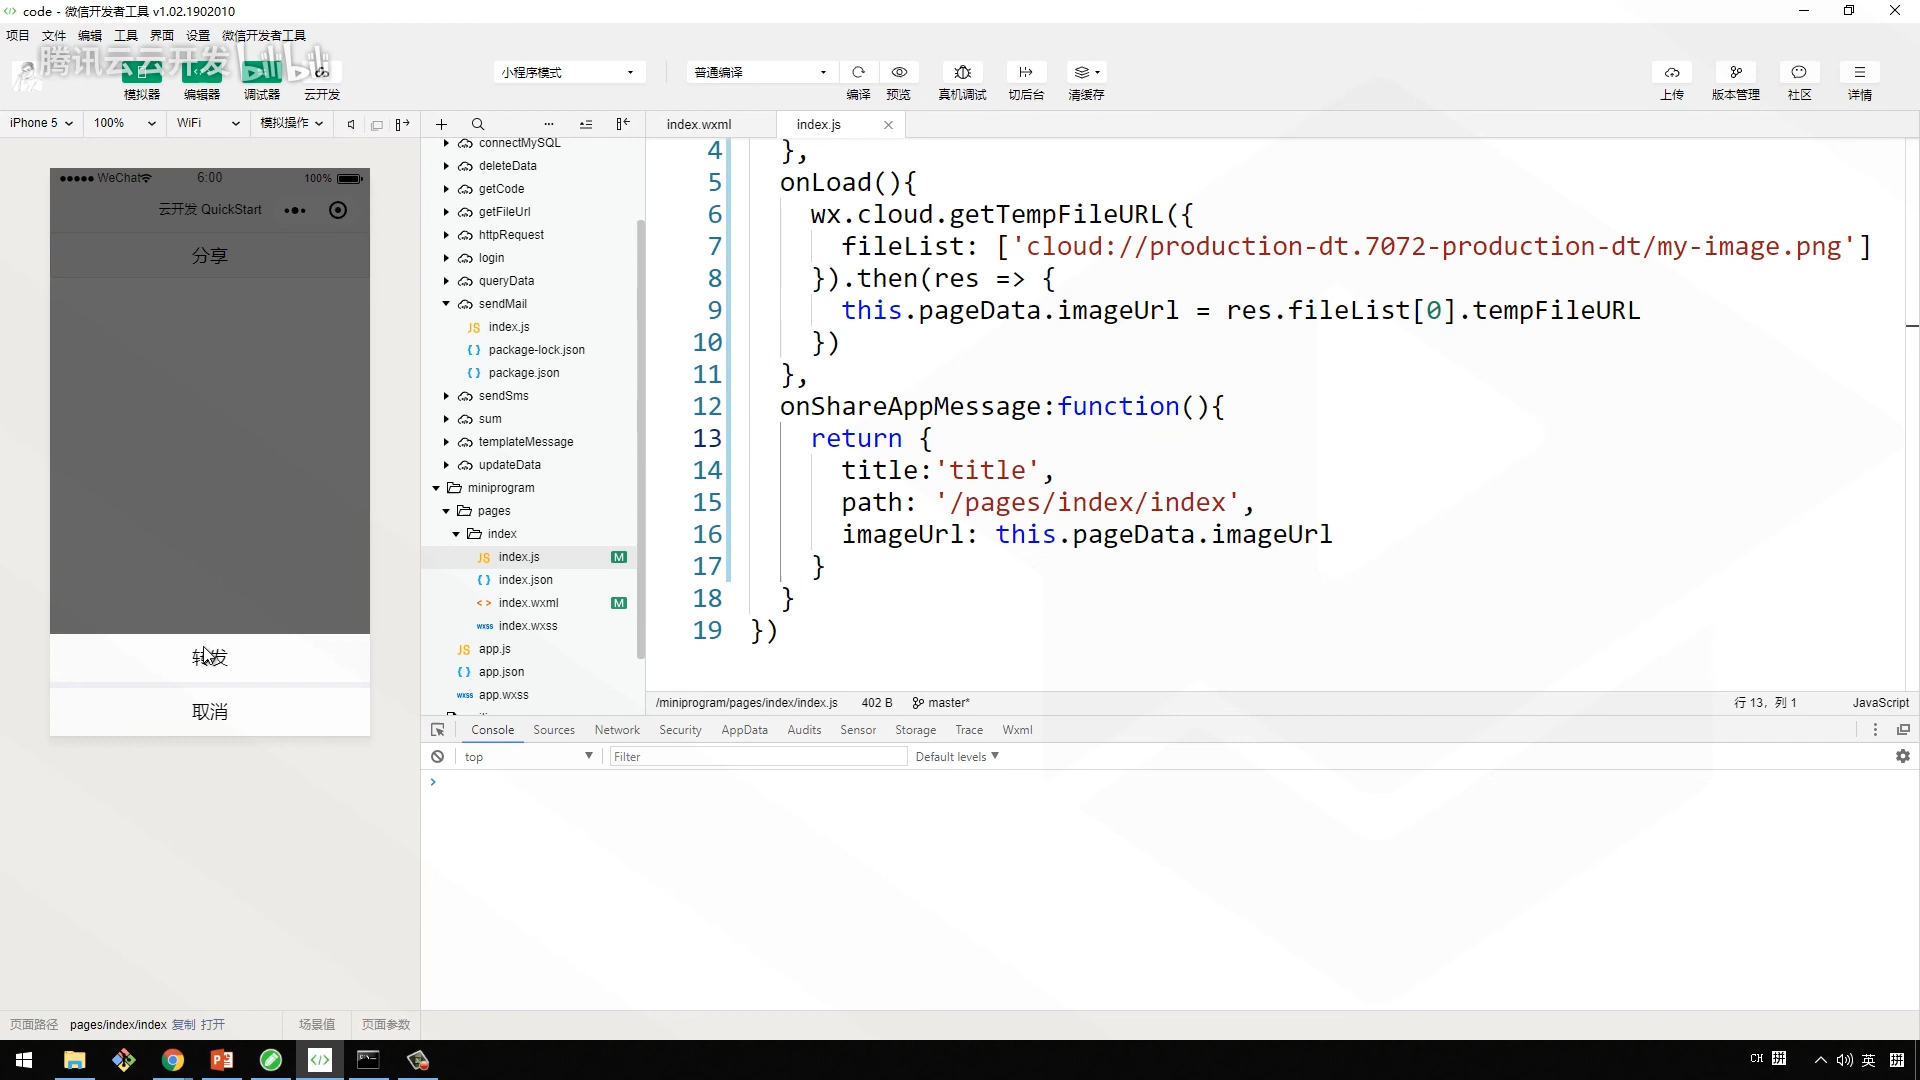 code - 微信开发者工具 v1.02.1902010
项目 文件 编辑 工具 界面 设置 微信开发者工具
腾讯云云开发 bilibili
模拟器 编辑器 调试器 云开发
小程序模式
普通编译
编译 预览 真机调试 切后台 清缓存
上传 版本管理 社区 详情
iPhone 5 100% WiFi 模拟操作
WeChat 6:00 100%
云开发 QuickStart
分享
转发
取消
页面路径 pages/index/index 复制 打开 场景值 页面参数
connectMySQL
deleteData
getCode
getFileUrl
httpRequest
login
queryData
sendMail
JS index.js
{ } package-lock.json
{ } package.json
sendSms
sum
templateMessage
updateData
miniprogram
pages
index
JS index.js M
{ } index.json
< > index.wxml M
wxss index.wxss
JS app.js
{ } app.json
wxss app.wxss
index.wxml index.js
4 },
5 onLoad(){
6 wx.cloud.getTempFileURL({
7 fileList: ['cloud://production-dt.7072-production-dt/my-image.png']
8 }).then(res => {
9 this.pageData.imageUrl = res.fileList[0].tempFileURL
10 })
11 },
12 onShareAppMessage:function(){
13 return {
14 title:'title',
15 path: '/pages/index/index',
16 imageUrl: this.pageData.imageUrl
17 }
18 }
19 })
/miniprogram/pages/index/index.js 402 B master* 行 13，列 1 JavaScript
Console Sources Network Security AppData Audits Sensor Storage Trace Wxml
top Filter Default levels
CH 拼 英 拼